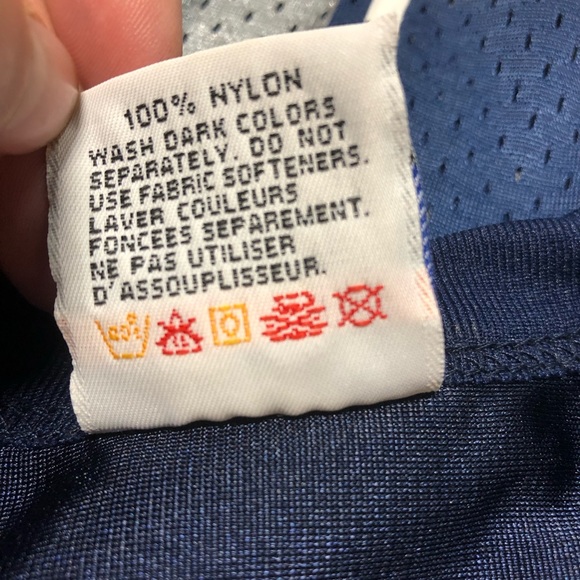 100% NYLON
WASH DARK COLORS
SEPARATELY. DO NOT
USE FABRIC SOFTENERS.
LAVER COULEURS
FONCEES SEPAREMENT.
NE PAS UTILISER
D'ASSOUPLISSEUR.